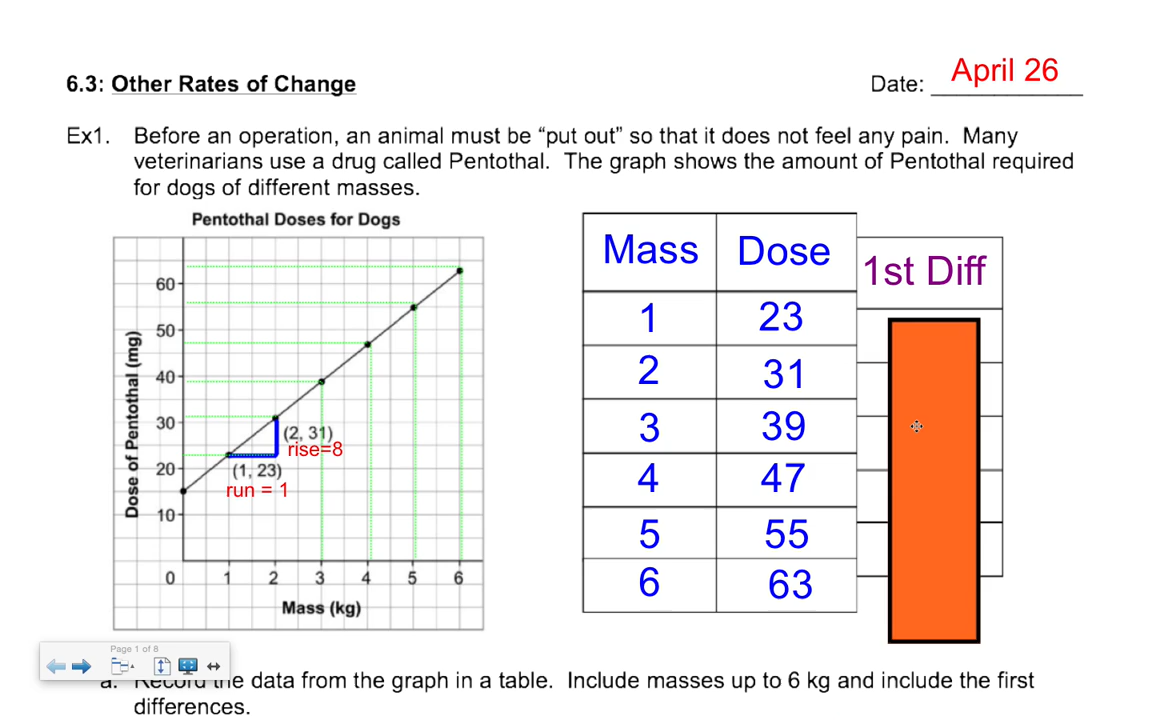 6.3: Other Rates of Change
Date: April 26
Ex1. Before an operation, an animal must be “put out” so that it does not feel any pain. Many
veterinarians use a drug called Pentothal. The graph shows the amount of Pentothal required
for dogs of different masses.
Pentothal Doses for Dogs
Dose of Pentothal (mg)
60
50
40
30
20
10
0 1 2 3 4 5 6
Mass (kg)
(2, 31)
rise=8
(1, 23)
run = 1
Mass Dose 1st Diff
1 23
2 31
3 39
4 47
5 55
6 63
Page 1 of 8
a. Record the data from the graph in a table. Include masses up to 6 kg and include the first
differences.